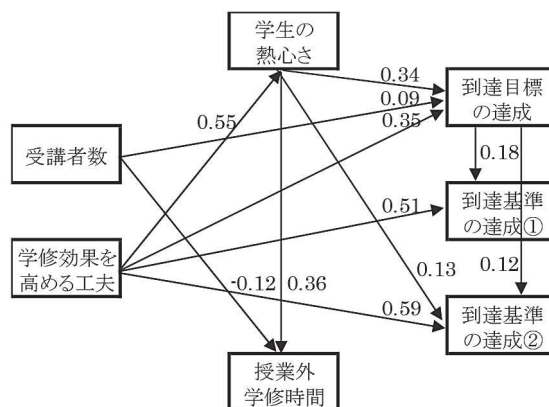 学生の
熱心さ
0.34
到達目標
の達成
0.09
0.35
0.55
受講者数
0.18
0.51
到達基準
の達成①
学修効果を
高める工夫
-0.12
0.36
0.13
0.12
0.59
到達基準
の達成②
授業外
学修時間